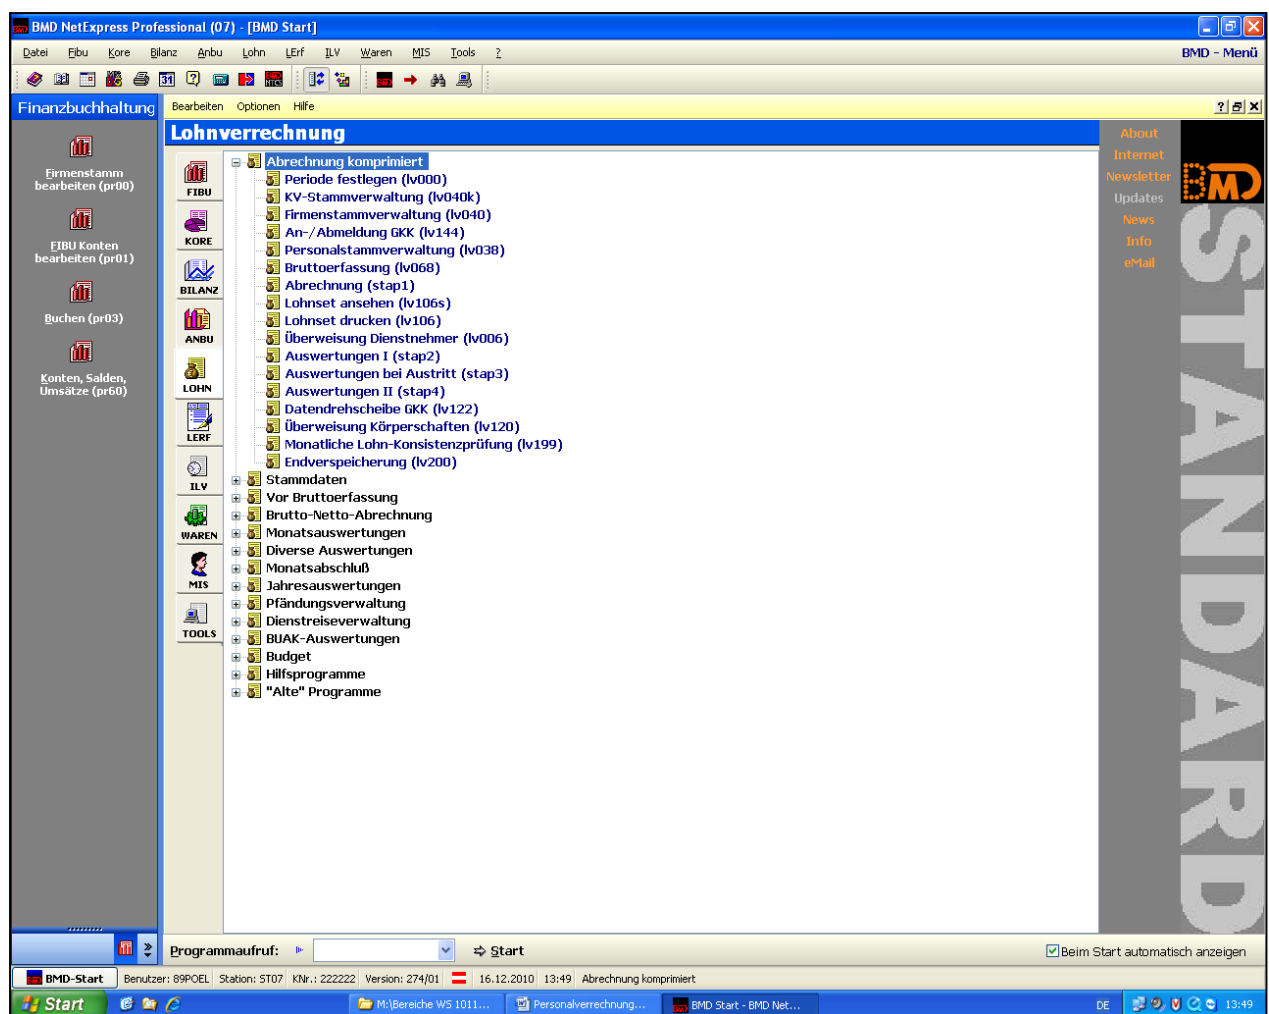 BMD NetExpress Professional (07) - [BMD Start]
Datei Fibu Kore Bilanz Anbu Lohn LErf ILV Waren MIS Tools ?
BMD - Menü
Finanzbuchhaltung
Bearbeiten Optionen Hilfe
Lohnverrechnung
Firmenstamm
bearbeiten (pr00)
FIBU Konten
bearbeiten (pr01)
Buchen (pr03)
Konten, Salden,
Umsätze (pr60)
FIBU
KORE
BILANZ
ANBU
LOHN
LERF
ILV
WAREN
MIS
TOOLS
Abrechnung komprimiert
Periode festlegen (lv000)
KV-Stammverwaltung (lv040k)
Firmenstammverwaltung (lv040)
An-/Abmeldung GKK (lv144)
Personalstammverwaltung (lv038)
Bruttoerfassung (lv068)
Abrechnung (stap1)
Lohnset ansehen (lv106s)
Lohnset drucken (lv106)
Überweisung Dienstnehmer (lv006)
Auswertungen I (stap2)
Auswertungen bei Austritt (stap3)
Auswertungen II (stap4)
Datendrehscheibe GKK (lv122)
Überweisung Körperschaften (lv120)
Monatliche Lohn-Konsistenzprüfung (lv199)
Endverspeicherung (lv200)
Stammdaten
Vor Bruttoerfassung
Brutto-Netto-Abrechnung
Monatsauswertungen
Diverse Auswertungen
Monatsabschluß
Jahresauswertungen
Pfändungsverwaltung
Dienstreiseverwaltung
BUAK-Auswertungen
Budget
Hilfsprogramme
"Alte" Programme
About
Internet
Newsletter
Updates
News
Info
eMail
BMD
STANDARD
Programmaufruf: Start
Beim Start automatisch anzeigen
BMD-Start Benutzer: 89POEL Station: ST07 KNr.: 222222 Version: 274/01 16.12.2010 13:49 Abrechnung komprimiert
Start M:\Bereiche WS 1011... Personalverrechnung... BMD Start - BMD Net... DE 13:49